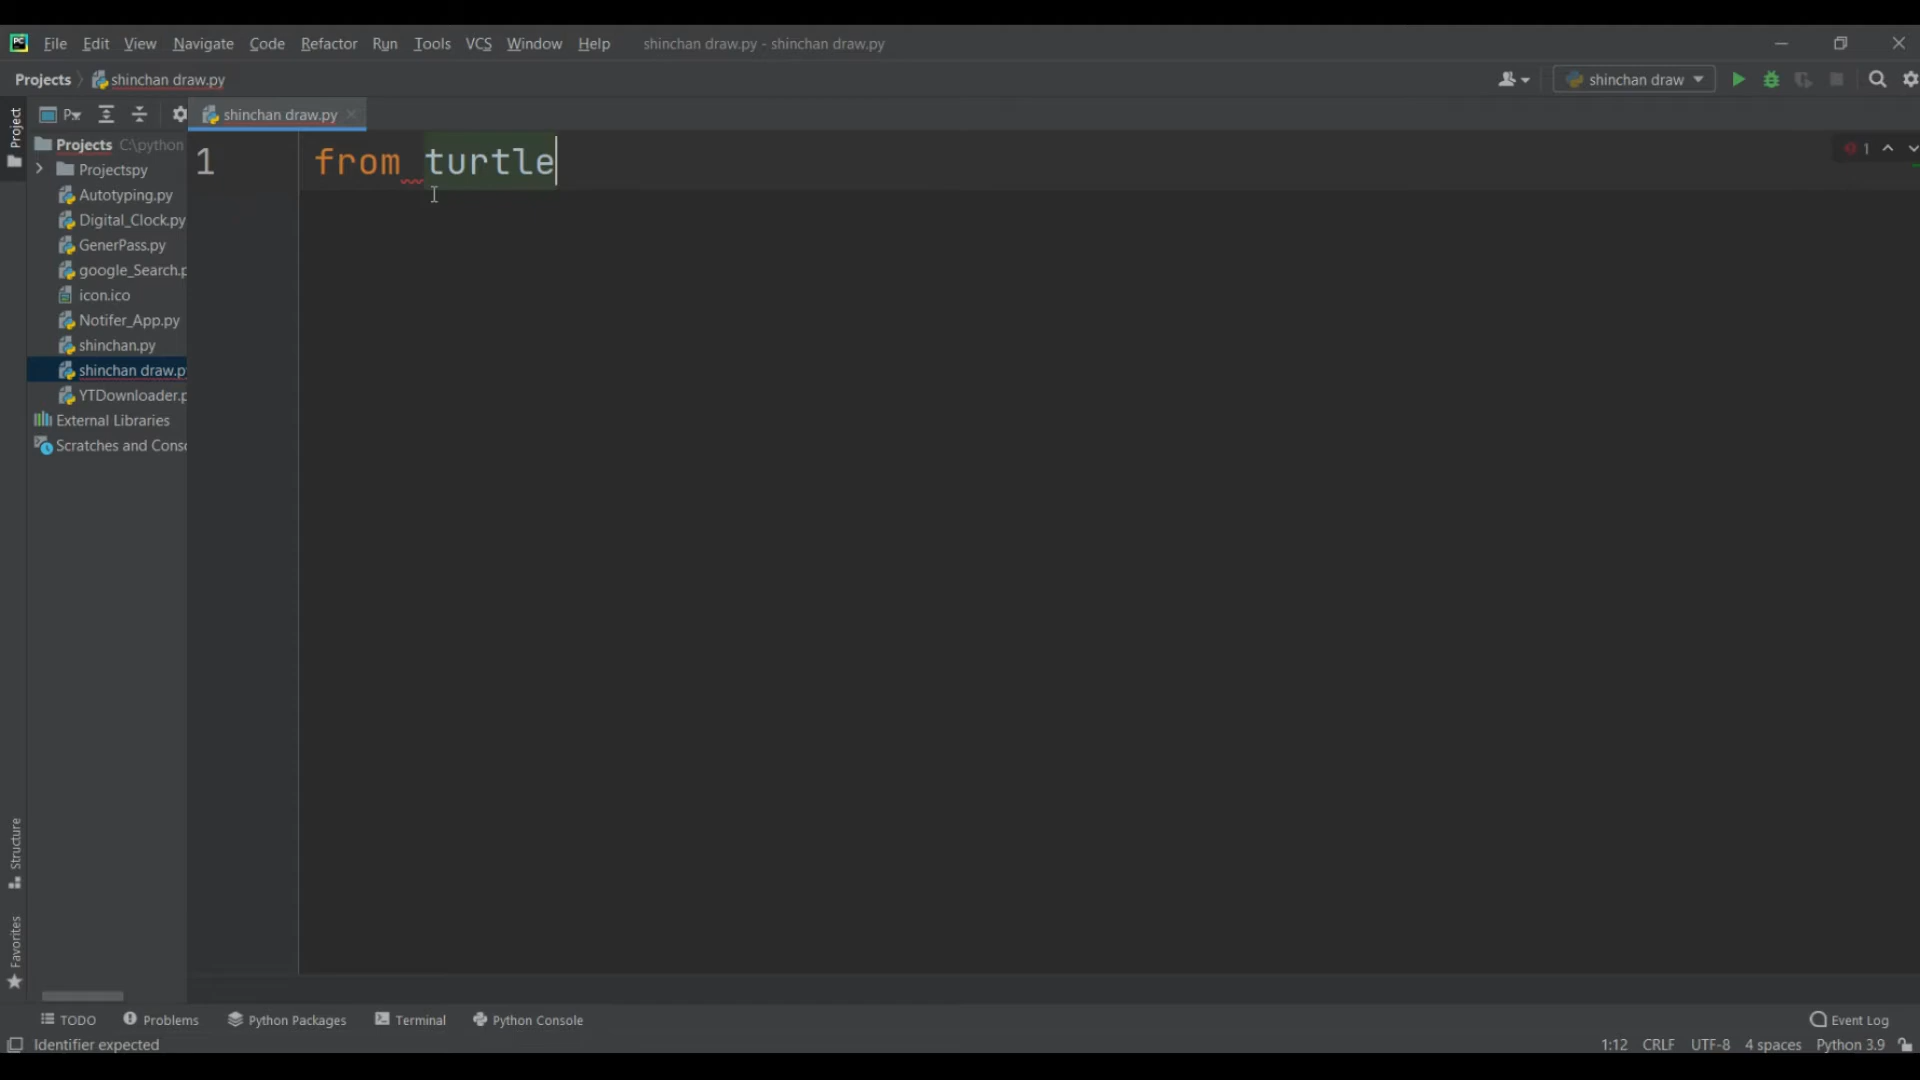 PC File Edit View Navigate Code Refactor Run Tools VCS Window Help shinchan draw.py - shinchan draw.py
Projects shinchan draw.py shinchan draw
Project P shinchan draw.py
Projects C:\python
1 from turtle 1
Projectspy
Autotyping.py
Digital_Clock.py
GenerPass.py
google_Search.p
icon.ico
Notifer_App.py
shinchan.py
shinchan draw.py
YTDownloader.p
External Libraries
Scratches and Conso
Structure
Favorites
TODO Problems Python Packages Terminal Python Console Event Log
Identifier expected 1:12 CRLF UTF-8 4 spaces Python 3.9